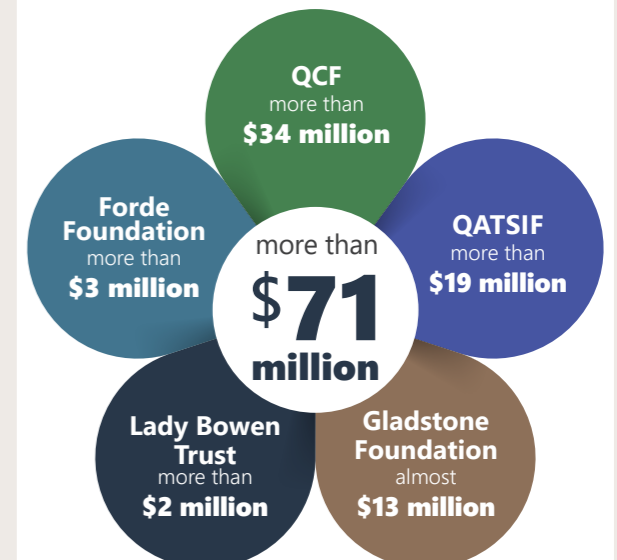 QCF
more than
$34 million
QATSIF
more than
$19 million
Gladstone
Foundation
almost
$13 million
Lady Bowen
Trust
more than
$2 million
Forde
Foundation
more than
$3 million
more than
$71
million